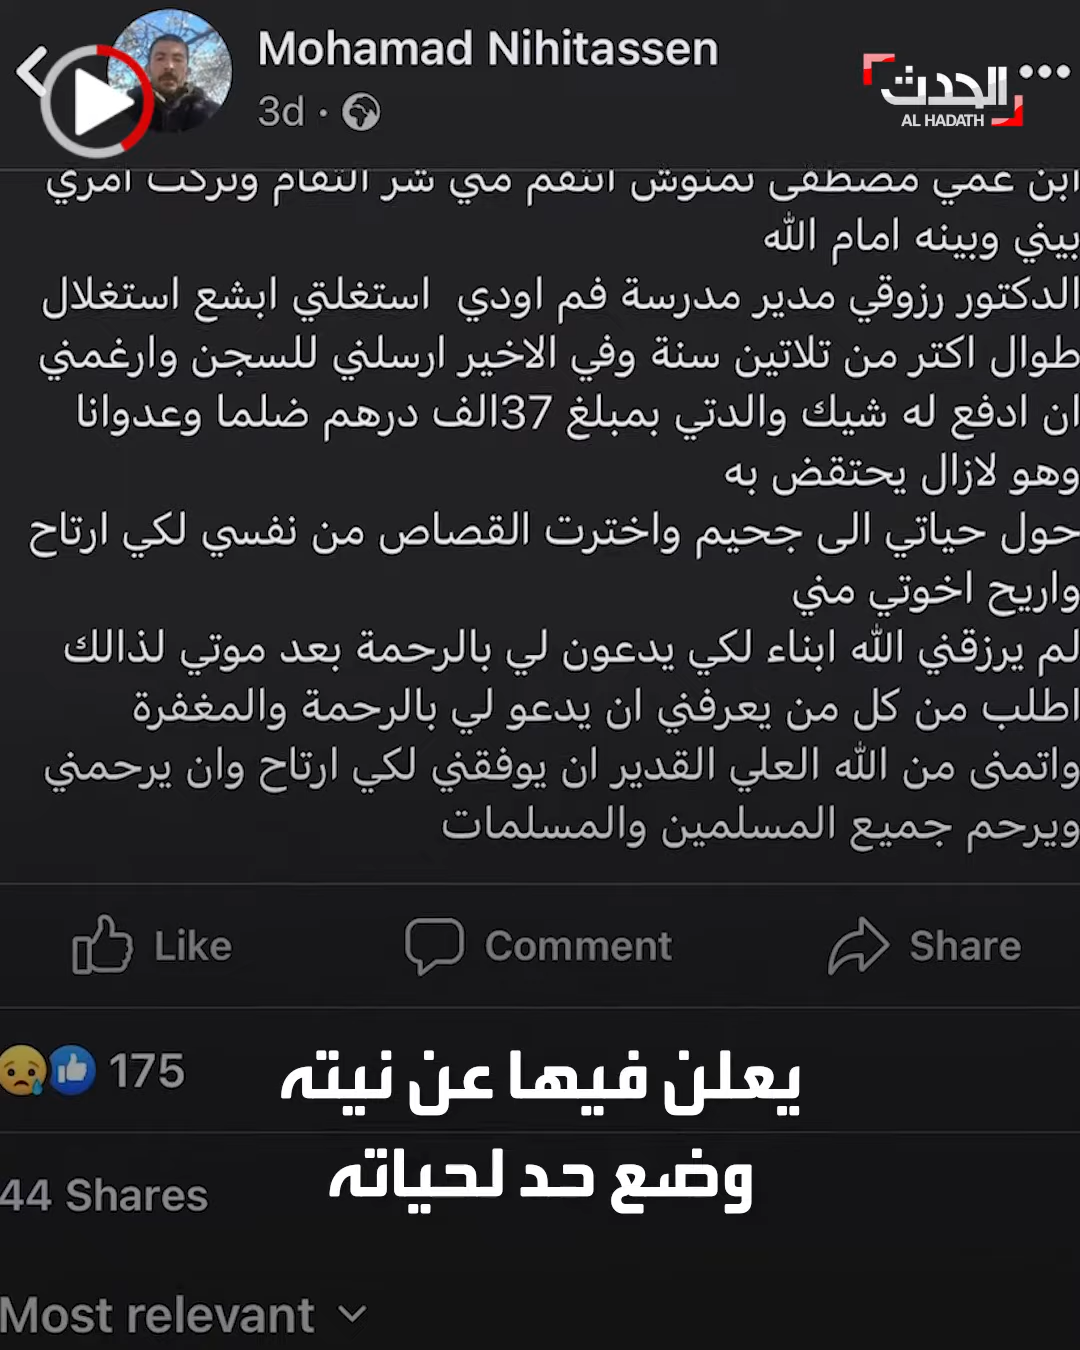 Mohamad Nihitassen
3d ·
الحدث
AL HADATH
ابن عمي مصطفى نمنوش انتقم مني شر انتقام وتركت امري
بيني وبينه امام الله
الدكتور رزوقي مدير مدرسة فم اودي استغلتي ابشع استغلال
طوال اكتر من تلاتين سنة وفي الاخير ارسلني للسجن وارغمني
ان ادفع له شيك والدتي بمبلغ 37الف درهم ضلما وعدوانا
وهو لازال يحتقض به
حول حياتي الى جحيم واخترت القصاص من نفسي لكي ارتاح
واريح اخوتي مني
لم يرزقني الله ابناء لكي يدعون لي بالرحمة بعد موتي لذالك
اطلب من كل من يعرفني ان يدعو لي بالرحمة والمغفرة
واتمنى من الله العلي القدير ان يوفقني لكي ارتاح وان يرحمني
ويرحم جميع المسلمين والمسلمات
Like
Comment
Share
175
يعلن فيها عن نيته
وضع حد لحياته
44 Shares
Most relevant